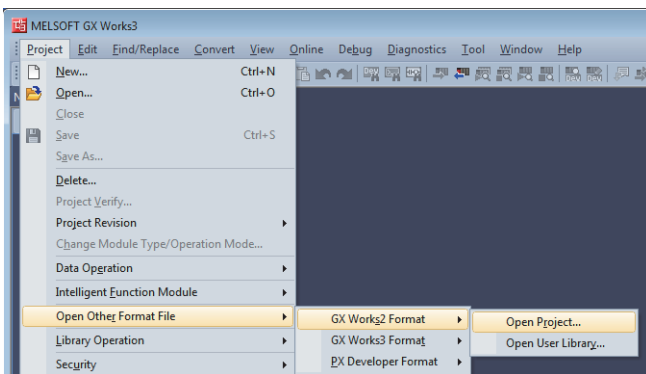 MELSOFT GX Works3
Project Edit Find/Replace Convert View Online Debug Diagnostics Tool Window Help
New... Ctrl+N
Open... Ctrl+O
Close
Save Ctrl+S
Save As...
Delete...
Project Verify...
Project Revision
Change Module Type/Operation Mode...
Data Operation
Intelligent Function Module
Open Other Format File
GX Works2 Format
Open Project...
Library Operation
GX Works3 Format
Open User Library...
Security
PX Developer Format